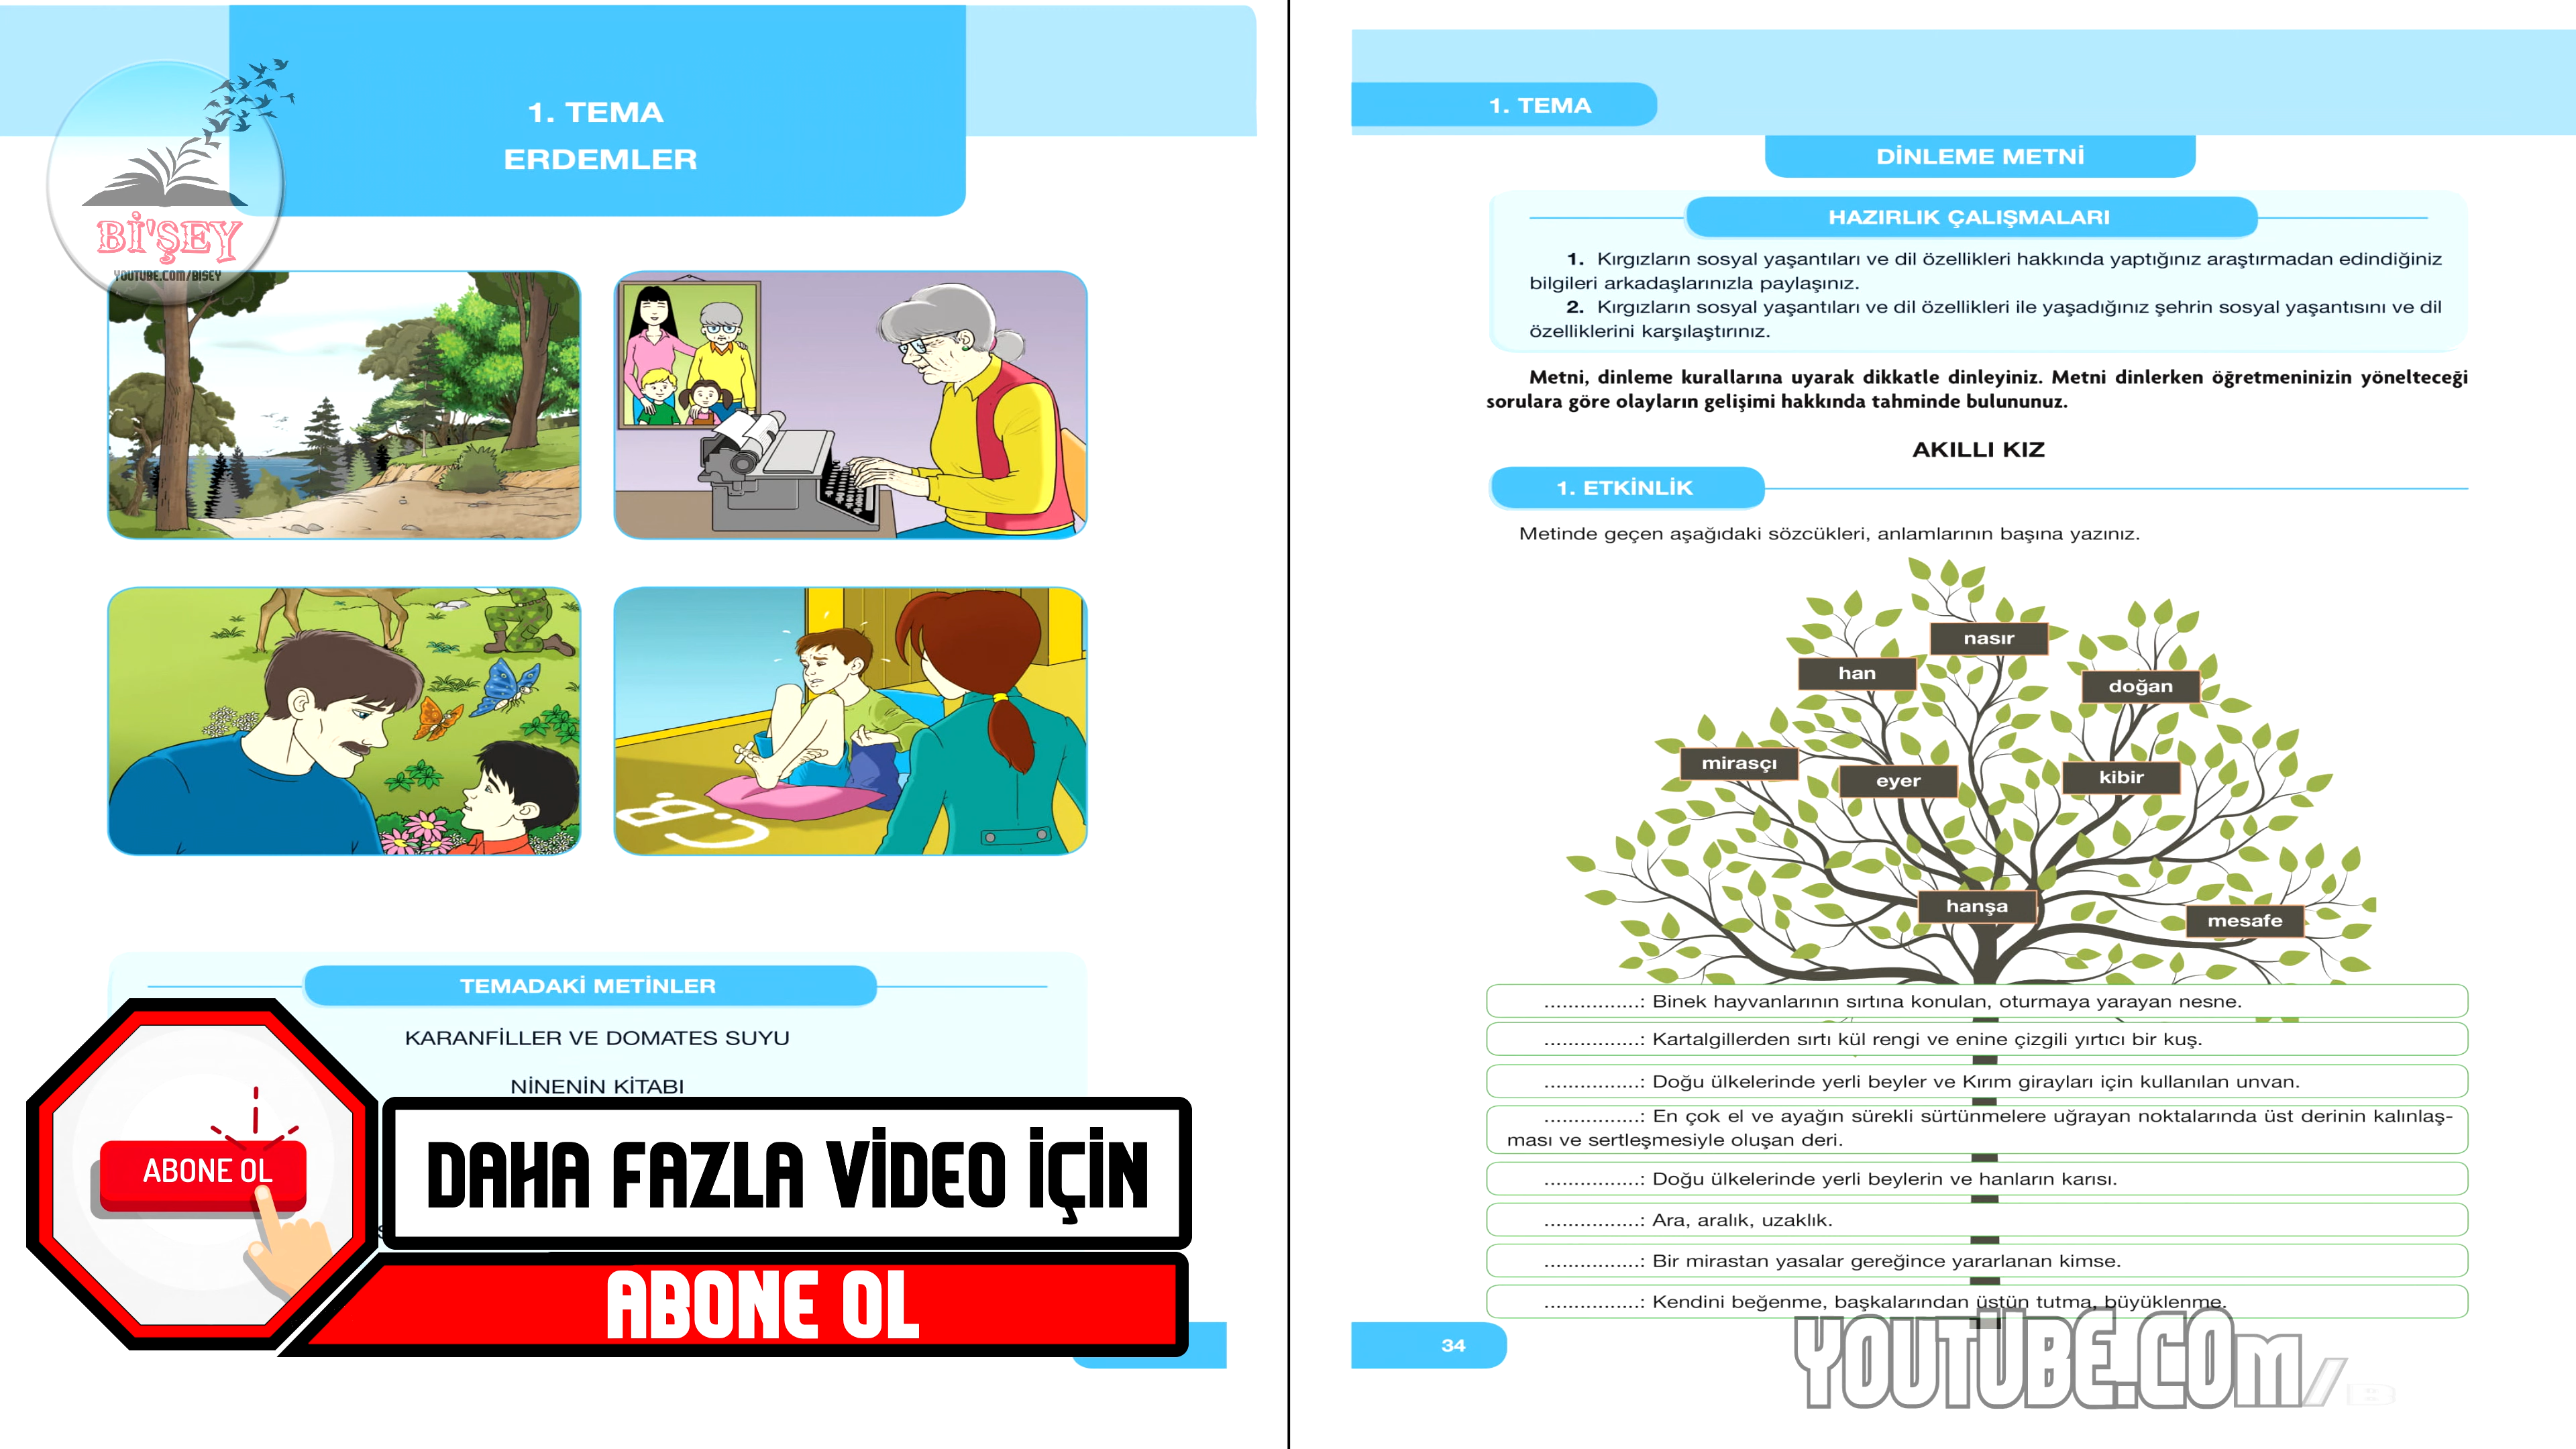 1. TEMA
ERDEMLER
Bİ'ŞEY
YOUTUBE.COM/BISEY
TEMADAKİ METİNLER
KARANFİLLER VE DOMATES SUYU
NİNENİN KİTABI
ABONE OL
DAHA FAZLA VİDEO İÇİN
ABONE OL
1. TEMA
DİNLEME METNİ
HAZIRLIK ÇALIŞMALARI
1. Kırgızların sosyal yaşantıları ve dil özellikleri hakkında yaptığınız araştırmadan edindiğiniz
bilgileri arkadaşlarınızla paylaşınız.
2. Kırgızların sosyal yaşantıları ve dil özellikleri ile yaşadığınız şehrin sosyal yaşantısını ve dil
özelliklerini karşılaştırınız.
Metni, dinleme kurallarına uyarak dikkatle dinleyiniz. Metni dinlerken öğretmeninizin yönelteceği
sorulara göre olayların gelişimi hakkında tahminde bulununuz.
AKILLI KIZ
1. ETKİNLİK
Metinde geçen aşağıdaki sözcükleri, anlamlarının başına yazınız.
nasır
han
doğan
mirasçı
eyer
kibir
hanşa
mesafe
................: Binek hayvanlarının sırtına konulan, oturmaya yarayan nesne.
................: Kartalgillerden sırtı kül rengi ve enine çizgili yırtıcı bir kuş.
................: Doğu ülkelerinde yerli beyler ve Kırım girayları için kullanılan unvan.
................: En çok el ve ayağın sürekli sürtünmelere uğrayan noktalarında üst derinin kalınlaş-
ması ve sertleşmesiyle oluşan deri.
................: Doğu ülkelerinde yerli beylerin ve hanların karısı.
................: Ara, aralık, uzaklık.
................: Bir mirastan yasalar gereğince yararlanan kimse.
................: Kendini beğenme, başkalarından üstün tutma, büyüklenme.
34
YOUTUBE.COM/B